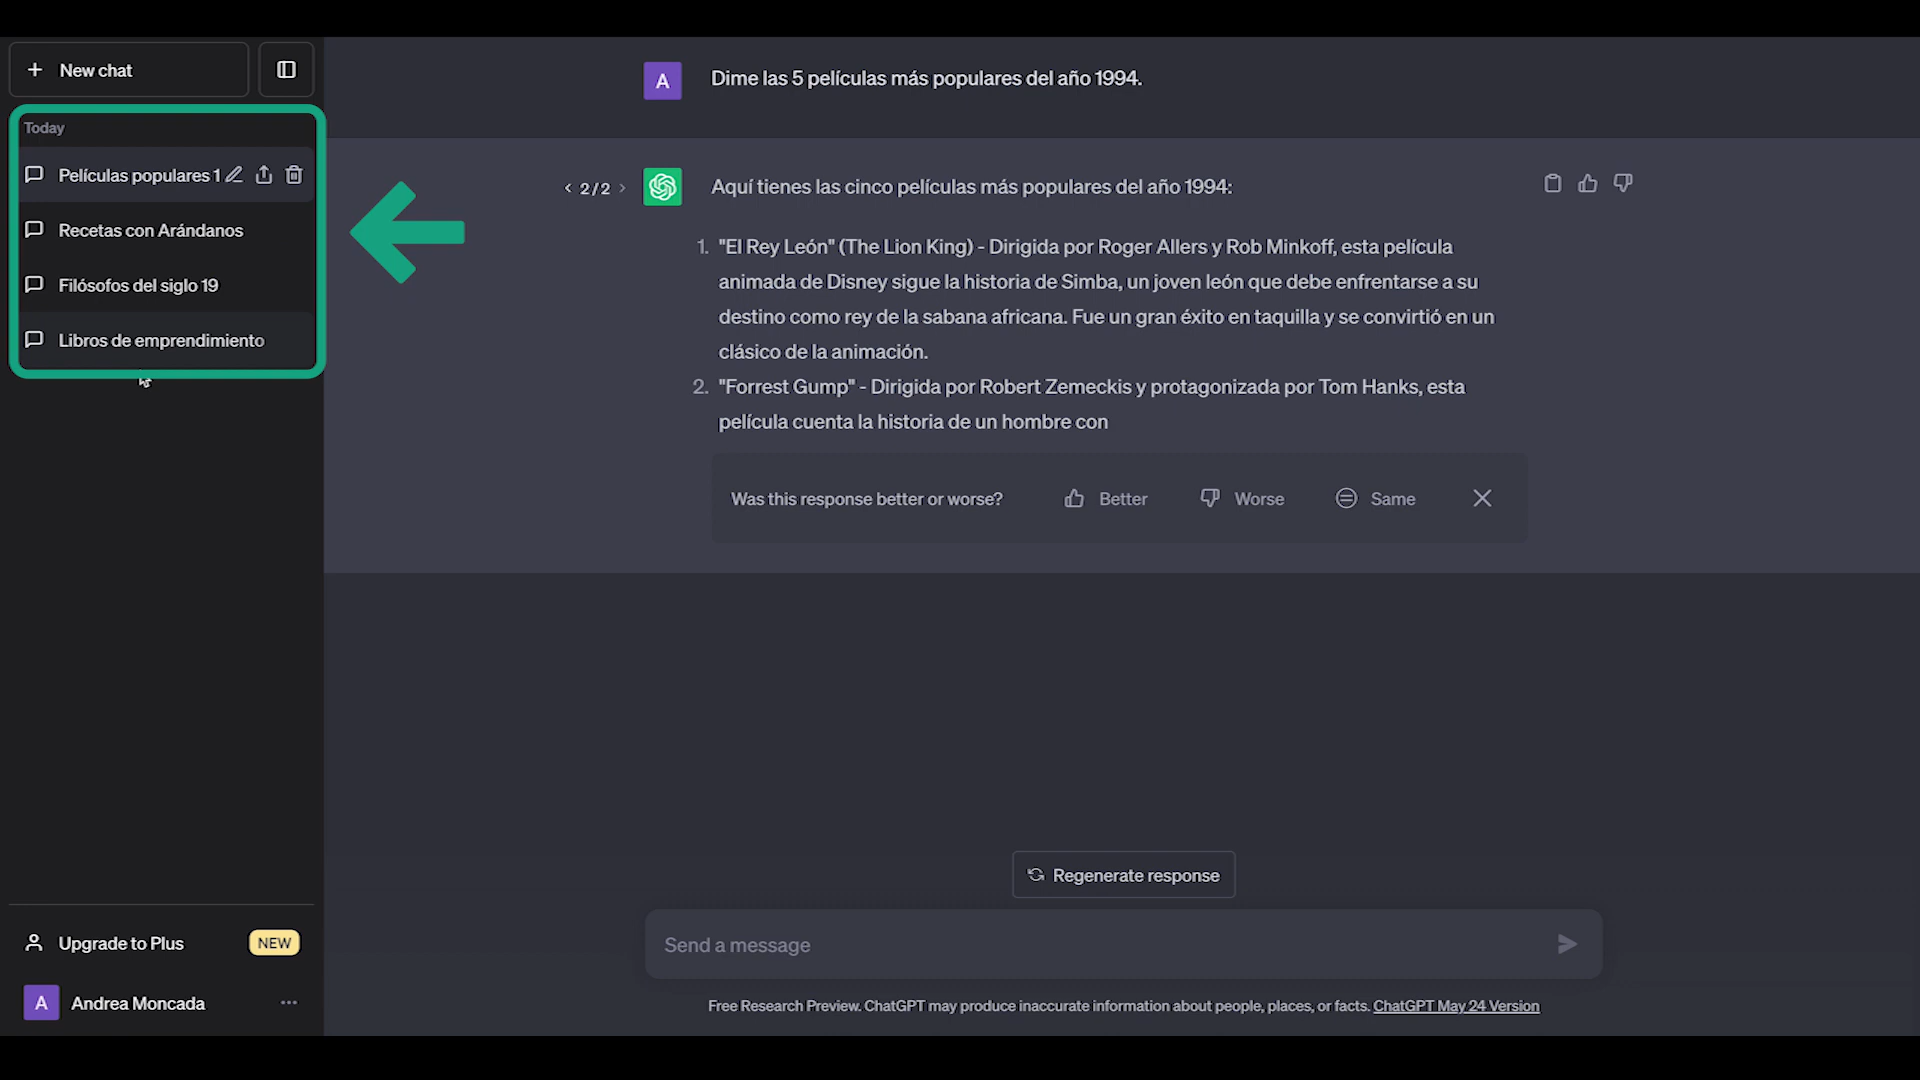 New chat
Today
Películas populares 1
Recetas con Arándanos
Filósofos del siglo 19
Libros de emprendimiento
Upgrade to Plus NEW
A Andrea Moncada
A Dime las 5 películas más populares del año 1994.
2/2
Aquí tienes las cinco películas más populares del año 1994:
1. "El Rey León" (The Lion King) - Dirigida por Roger Allers y Rob Minkoff, esta película
animada de Disney sigue la historia de Simba, un joven león que debe enfrentarse a su
destino como rey de la sabana africana. Fue un gran éxito en taquilla y se convirtió en un
clásico de la animación.
2. "Forrest Gump" - Dirigida por Robert Zemeckis y protagonizada por Tom Hanks, esta
película cuenta la historia de un hombre con
Was this response better or worse? Better Worse Same
Regenerate response
Send a message
Free Research Preview. ChatGPT may produce inaccurate information about people, places, or facts. ChatGPT May 24 Version